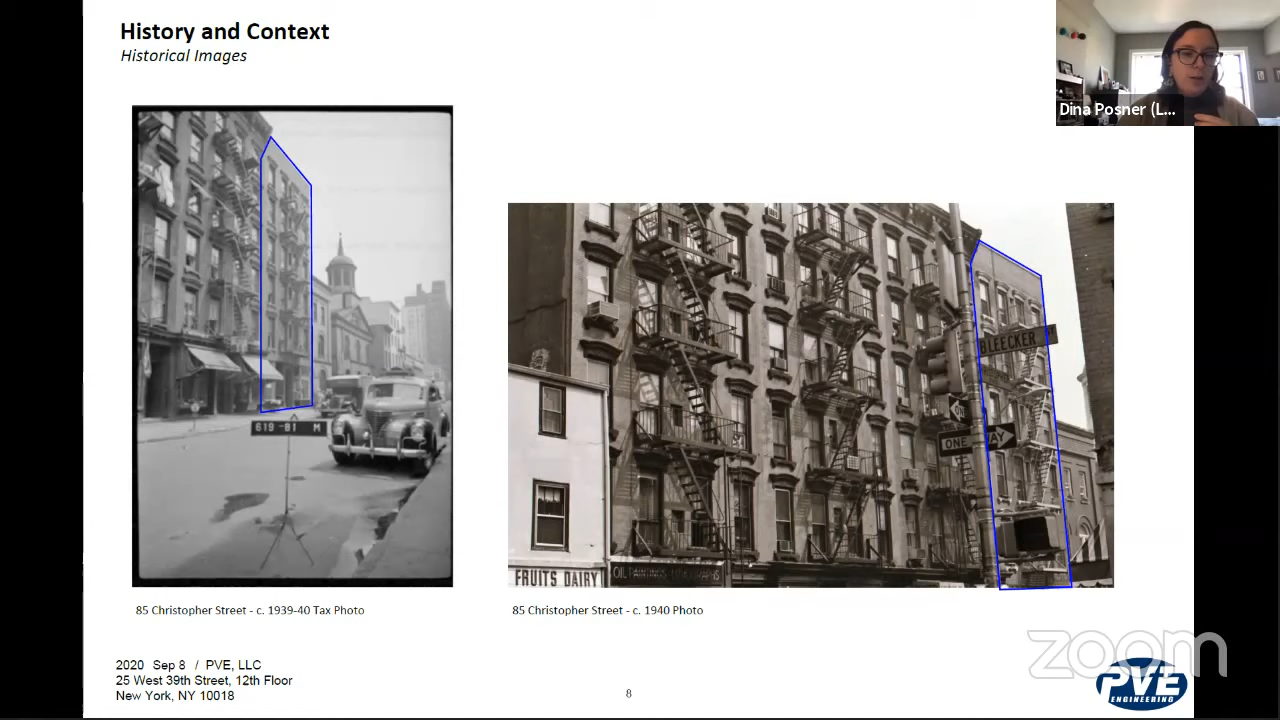 History and Context
Historical Images
Dina Posner (L...
619-81 M
BLEECKER ST
ONE
WAY
FRUITS DAIRY
85 Christopher Street - c. 1939-40 Tax Photo
85 Christopher Street - c. 1940 Photo
2020 Sep 8 / PVE, LLC
25 West 39th Street, 12th Floor
New York, NY 10018
8
zoom
PVE
ENGINEERING